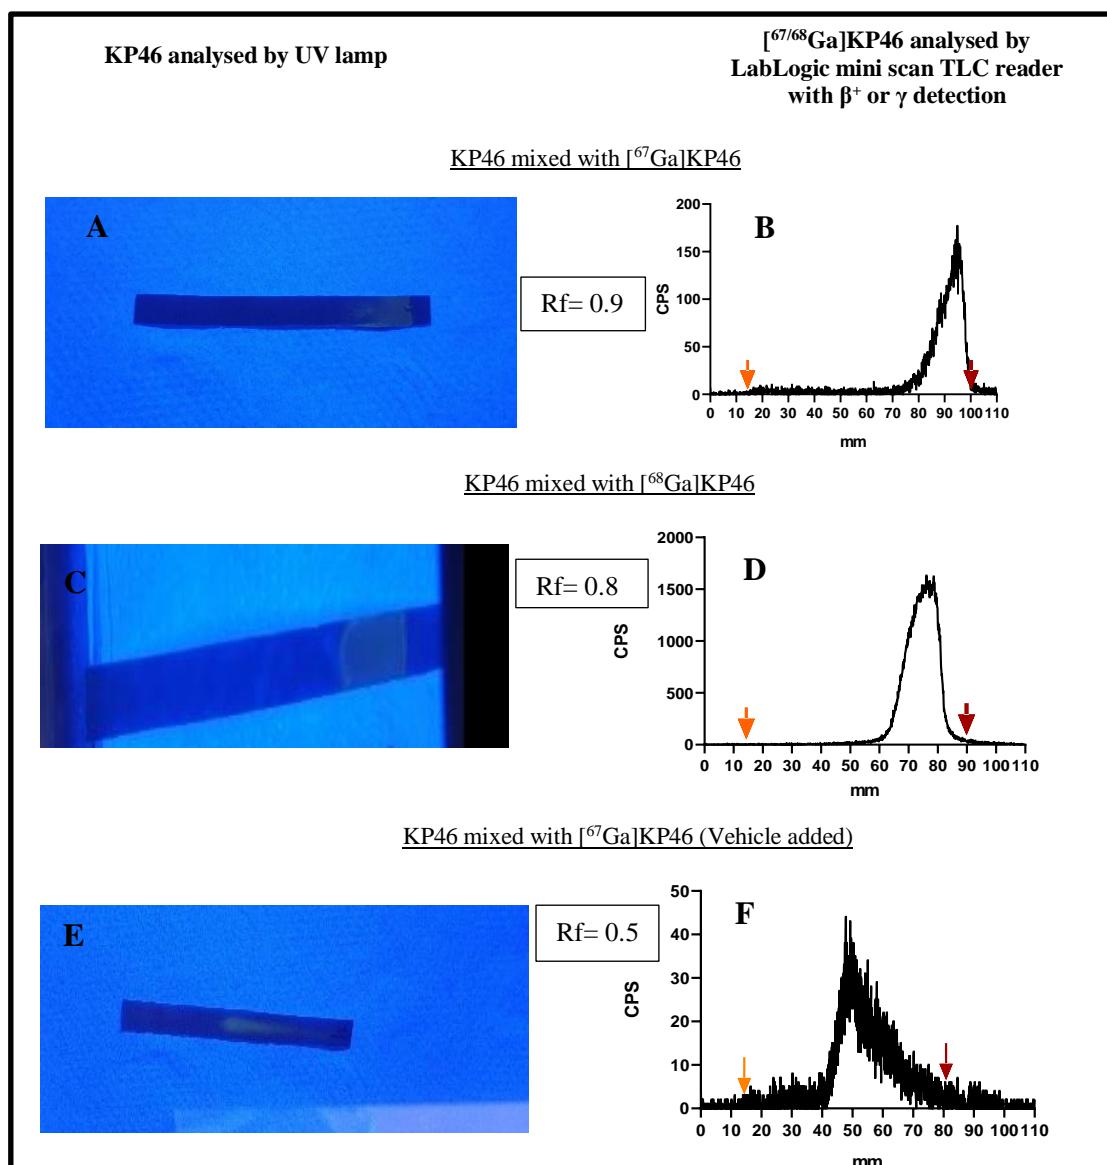 KP46 analysed by UV lamp
[67/68Ga]KP46 analysed by
LabLogic mini scan TLC reader
with β+ or γ detection
KP46 mixed with [67Ga]KP46
A
Rf= 0.9
B
CPS
200
150
100
50
0
0 10 20 30 40 50 60 70 80 90 100 110
mm
KP46 mixed with [68Ga]KP46
C
Rf= 0.8
D
CPS
2000
1500
1000
500
0
0 10 20 30 40 50 60 70 80 90 100 110
mm
KP46 mixed with [67Ga]KP46 (Vehicle added)
E
Rf= 0.5
F
CPS
50
40
30
20
10
0
0 10 20 30 40 50 60 70 80 90 100 110
mm